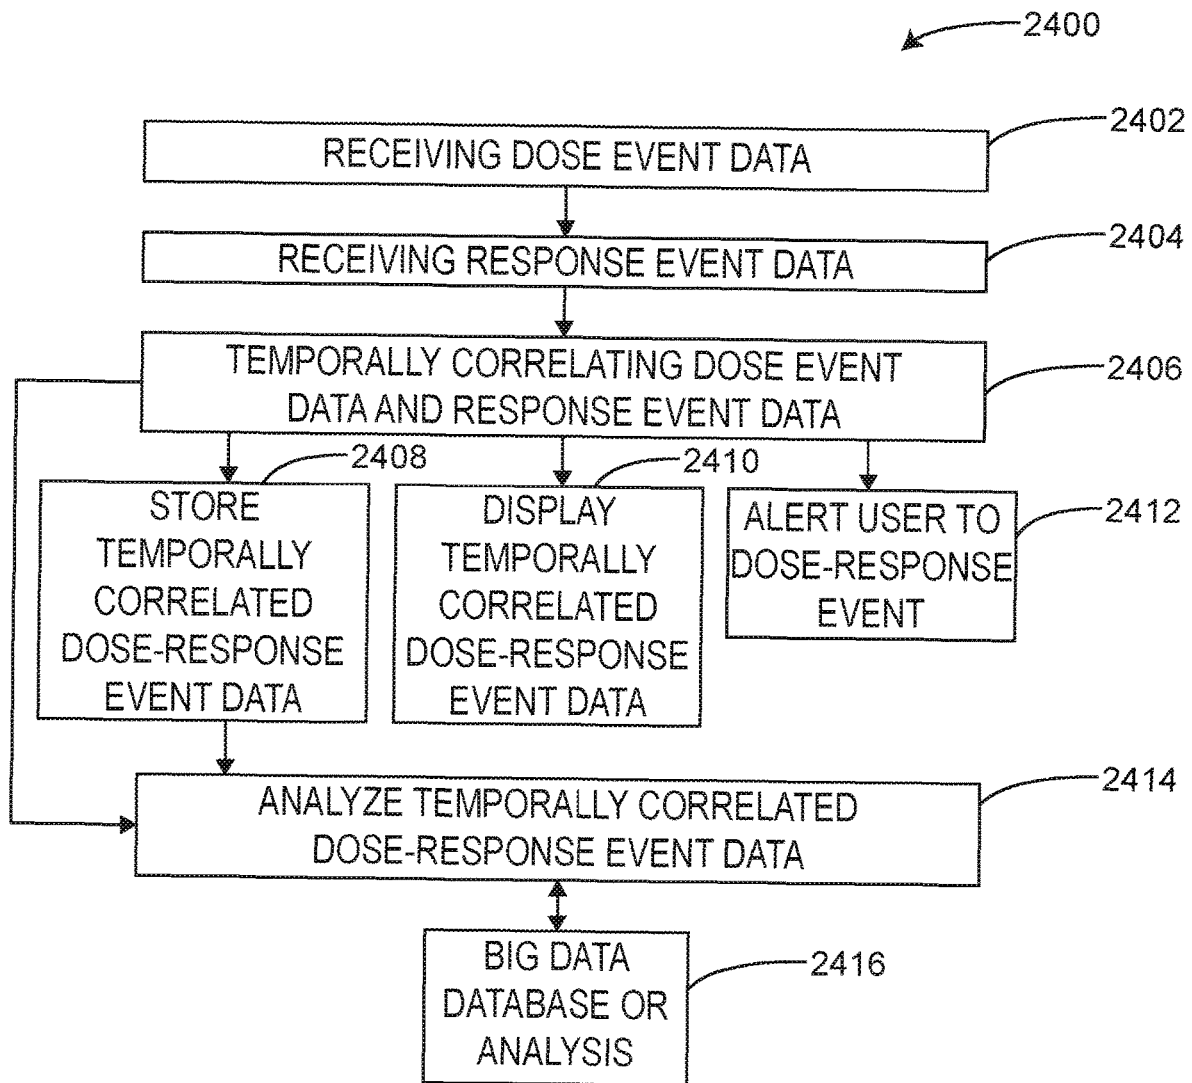 2400
2402
RECEIVING DOSE EVENT DATA
2404
RECEIVING RESPONSE EVENT DATA
TEMPORALLY CORRELATING DOSE EVENT
DATA AND RESPONSE EVENT DATA
2406
2408
STORE
TEMPORALLY
CORRELATED
DOSE-RESPONSE
EVENT DATA
2410
DISPLAY
TEMPORALLY
CORRELATED
DOSE-RESPONSE
EVENT DATA
ALERT USER TO
DOSE-RESPONSE
EVENT
2412
ANALYZE TEMPORALLY CORRELATED
DOSE-RESPONSE EVENT DATA
2414
BIG DATA
DATABASE OR
ANALYSIS
2416